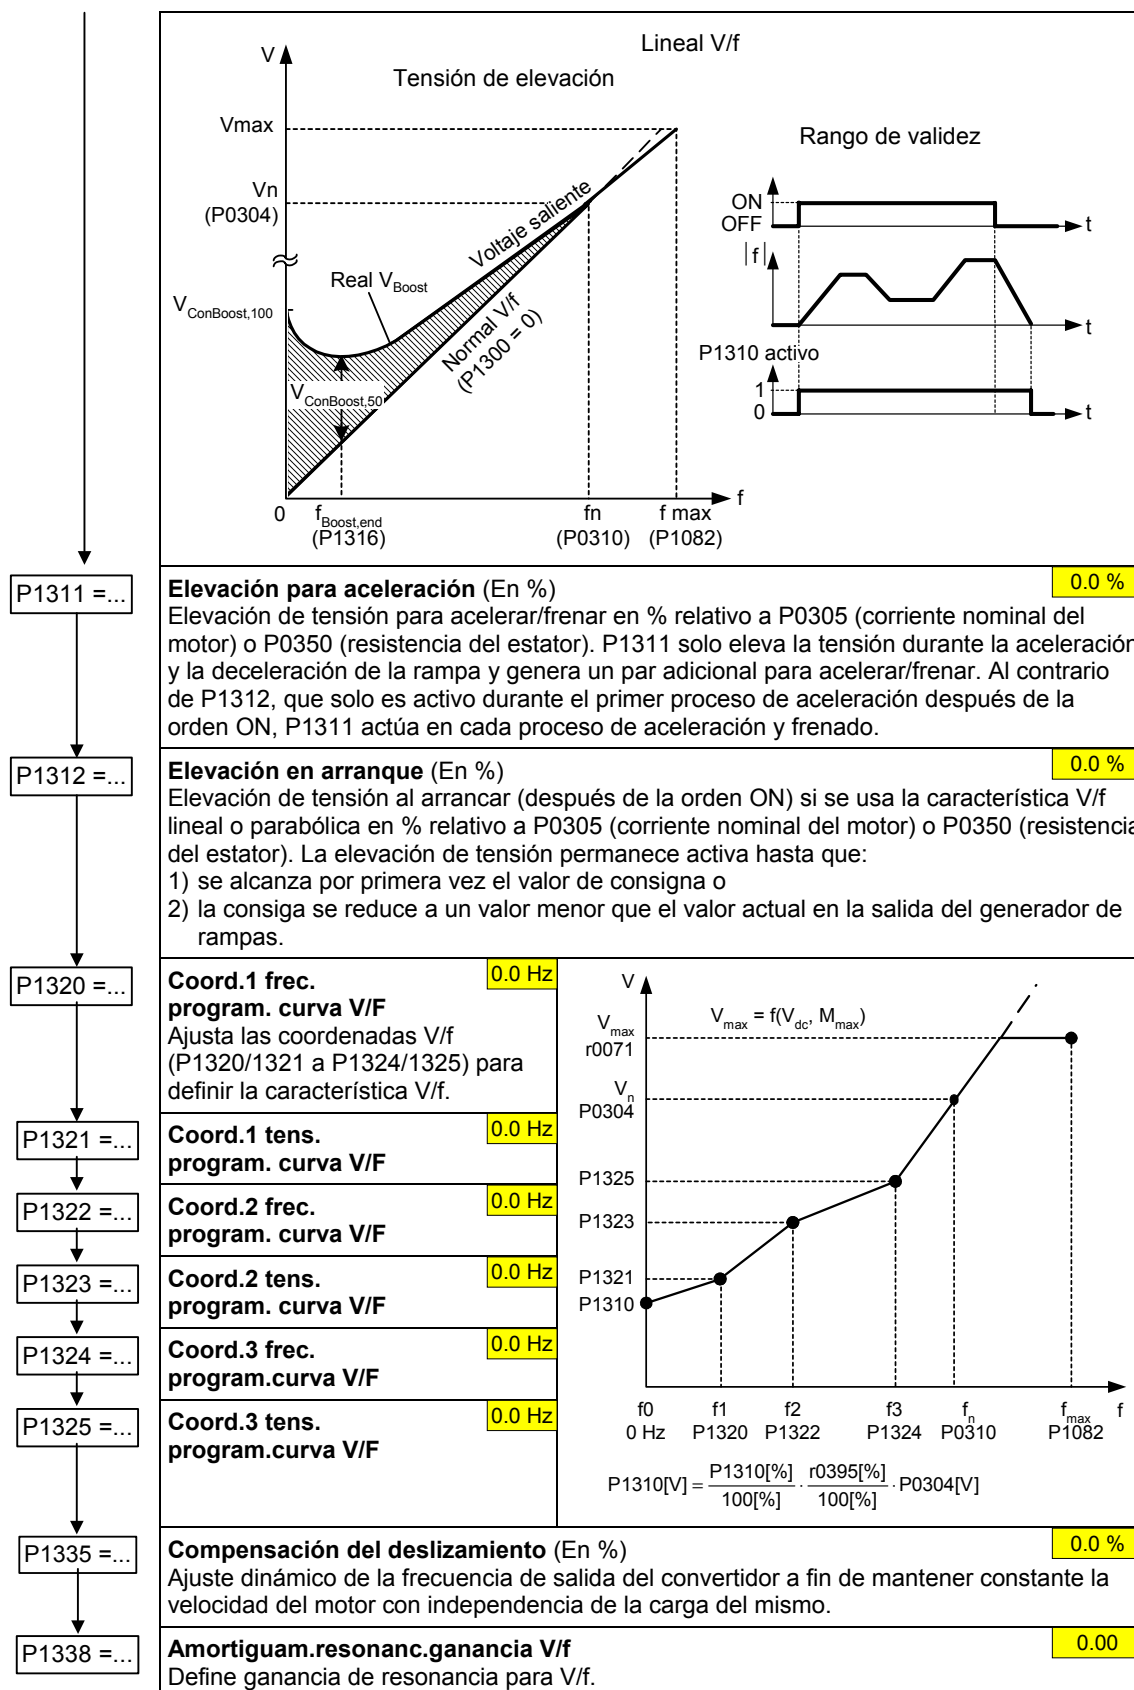 Lineal V/f
V
Tensión de elevación
Vmax
Rango de validez
Vn
(P0304)
Voltaje saliente
ON
OFF
t
|f|
Real VBoost
VConBoost,100
Normal V/f
(P1300 = 0)
t
P1310 activo
VConBoost,50
1
0
t
f
0
fBoost,end
(P1316)
fn
(P0310)
f max
(P1082)
P1311 =...
Elevación para aceleración (En %)
0.0 %
Elevación de tensión para acelerar/frenar en % relativo a P0305 (corriente nominal del
motor) o P0350 (resistencia del estator). P1311 solo eleva la tensión durante la aceleración
y la deceleración de la rampa y genera un par adicional para acelerar/frenar. Al contrario
de P1312, que solo es activo durante el primer proceso de aceleración después de la
orden ON, P1311 actúa en cada proceso de aceleración y frenado.
P1312 =...
Elevación en arranque (En %)
0.0 %
Elevación de tensión al arrancar (después de la orden ON) si se usa la característica V/f
lineal o parabólica en % relativo a P0305 (corriente nominal del motor) o P0350 (resistencia
del estator). La elevación de tensión permanece activa hasta que:
1) se alcanza por primera vez el valor de consigna o
2) la consiga se reduce a un valor menor que el valor actual en la salida del generador de
rampas.
P1320 =...
Coord.1 frec.
0.0 Hz
program. curva V/F
Ajusta las coordenadas V/f
(P1320/1321 a P1324/1325) para
definir la característica V/f.
P1321 =...
Coord.1 tens.
0.0 Hz
program. curva V/F
P1322 =...
Coord.2 frec.
0.0 Hz
program. curva V/F
P1323 =...
Coord.2 tens.
0.0 Hz
program. curva V/F
P1324 =...
Coord.3 frec.
0.0 Hz
program.curva V/F
P1325 =...
Coord.3 tens.
0.0 Hz
program.curva V/F
V
Vmax = f(Vdc, Mmax)
Vmax
r0071
Vn
P0304
P1325
P1323
P1321
P1310
f0
0 Hz
f1
P1320
f2
P1322
f3
P1324
fn
P0310
fmax
P1082
f
P1310[V] = P1310[%]/100[%] · r0395[%]/100[%] · P0304[V]
P1335 =...
Compensación del deslizamiento (En %)
0.0 %
Ajuste dinámico de la frecuencia de salida del convertidor a fin de mantener constante la
velocidad del motor con independencia de la carga del mismo.
P1338 =...
Amortiguam.resonanc.ganancia V/f
0.00
Define ganancia de resonancia para V/f.